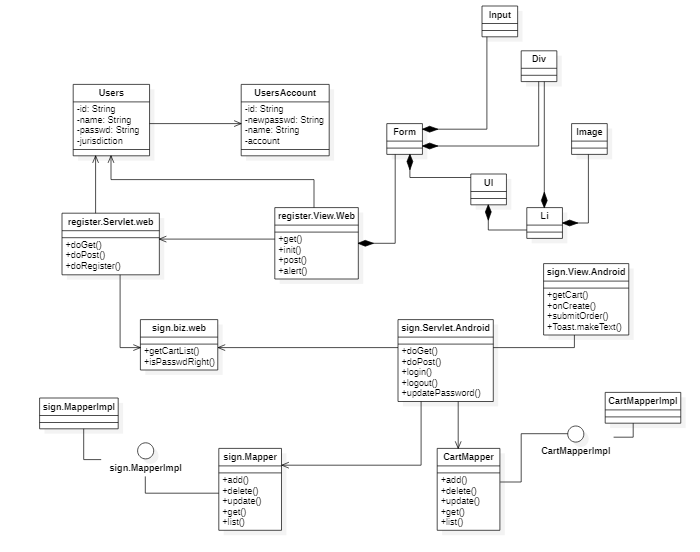 Input
Div
Users
-id: String
-name: String
-passwd: String
-jurisdiction
UsersAccount
-id: String
-newpasswd: String
-name: String
-account
Form
Image
Ul
Li
register.Servlet.web
+doGet()
+doPost()
+doRegister()
register.View.Web
+get()
+init()
+post()
+alert()
sign.View.Android
+getCart()
+onCreate()
+submitOrder()
+Toast.makeText()
sign.biz.web
+getCartList()
+isPasswdRight()
sign.Servlet.Android
+doGet()
+doPost()
+login()
+logout()
+updatePassword()
sign.MapperImpl
CartMapperImpl
sign.MapperImpl
CartMapperImpl
sign.Mapper
+add()
+delete()
+update()
+get()
+list()
CartMapper
+add()
+delete()
+update()
+get()
+list()